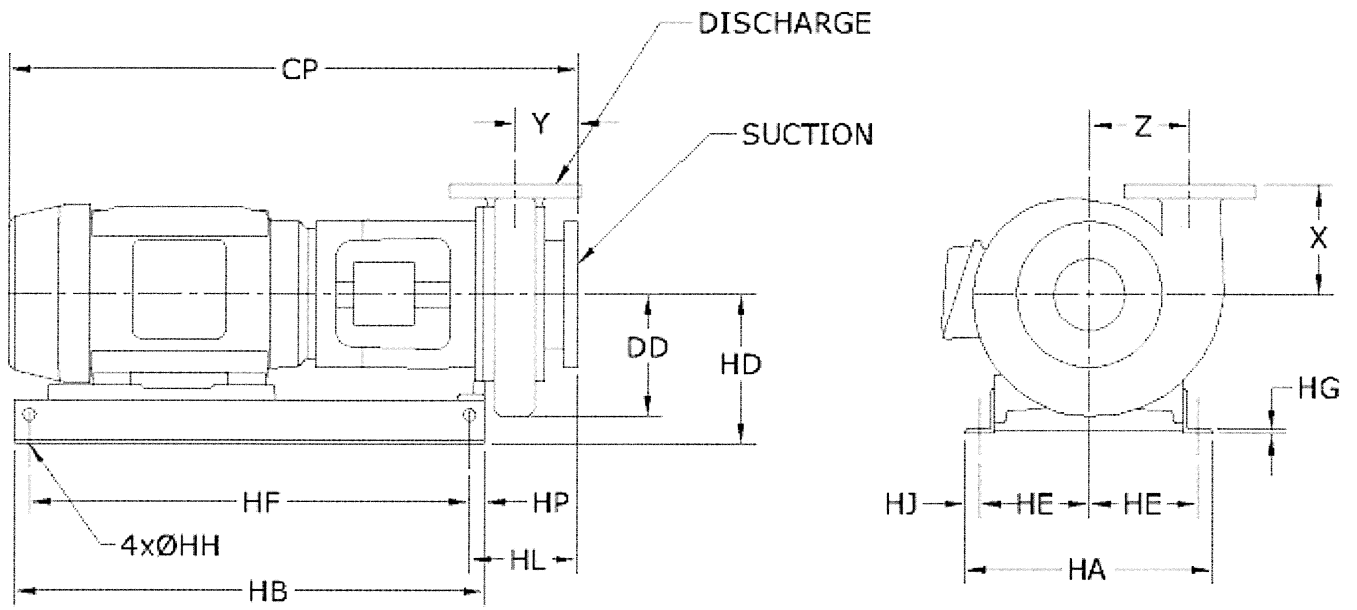 DISCHARGE
CP
Y
SUCTION
Z
X
DD
HD
HG
HF
HP
HJ
HE
HE
4xØHH
HL
HB
HA